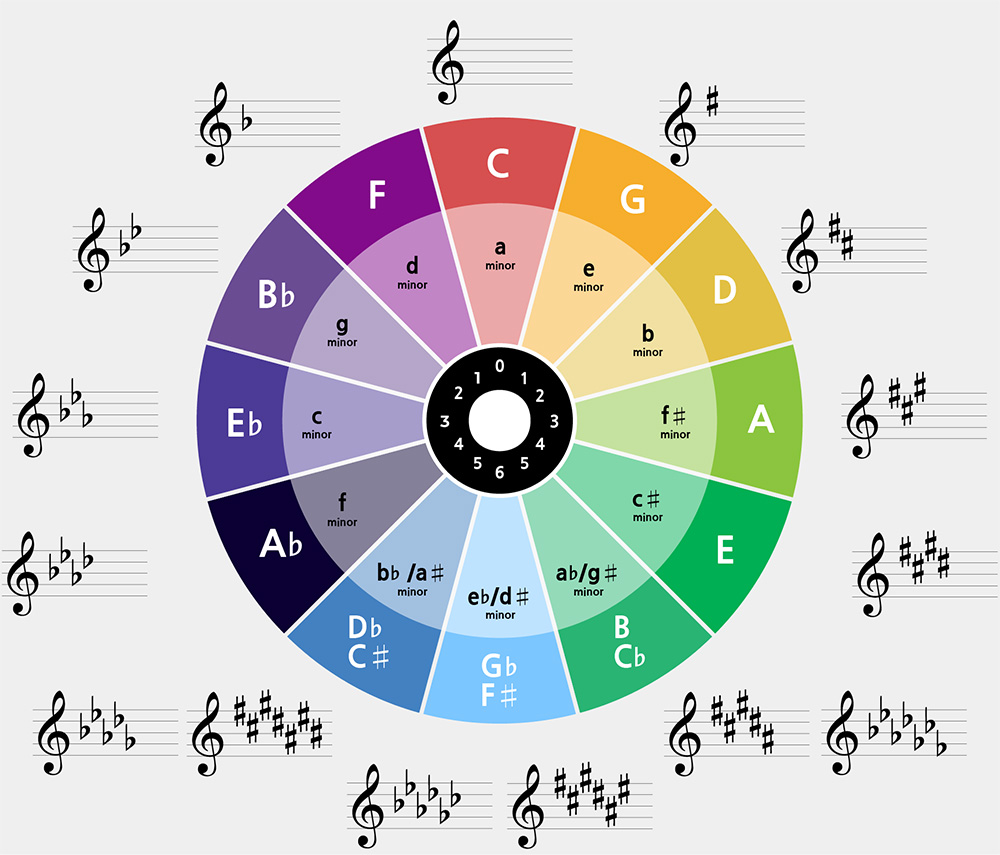 C
G
D
A
E
B
C♭
G♭
F♯
D♭
C♯
A♭
E♭
B♭
F
a
minor
e
minor
b
minor
f♯
minor
c♯
minor
a♭/g♯
minor
e♭/d♯
minor
b♭ /a♯
minor
f
minor
c
minor
g
minor
d
minor
0
1
2
3
4
5
6
5
4
3
2
1